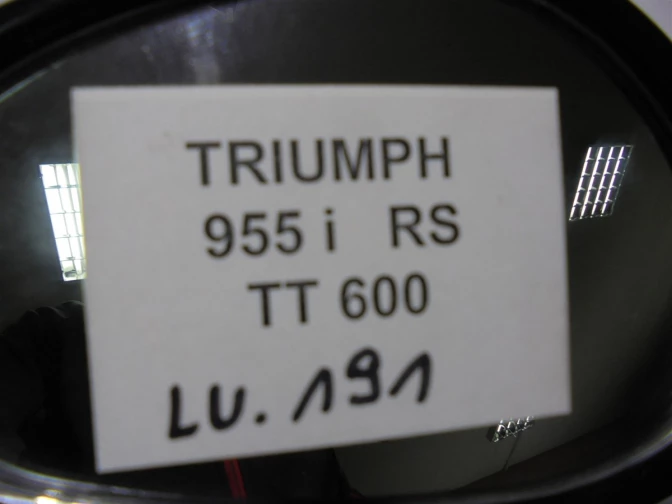 TRIUMPH
955 i RS
TT 600
LU. 191